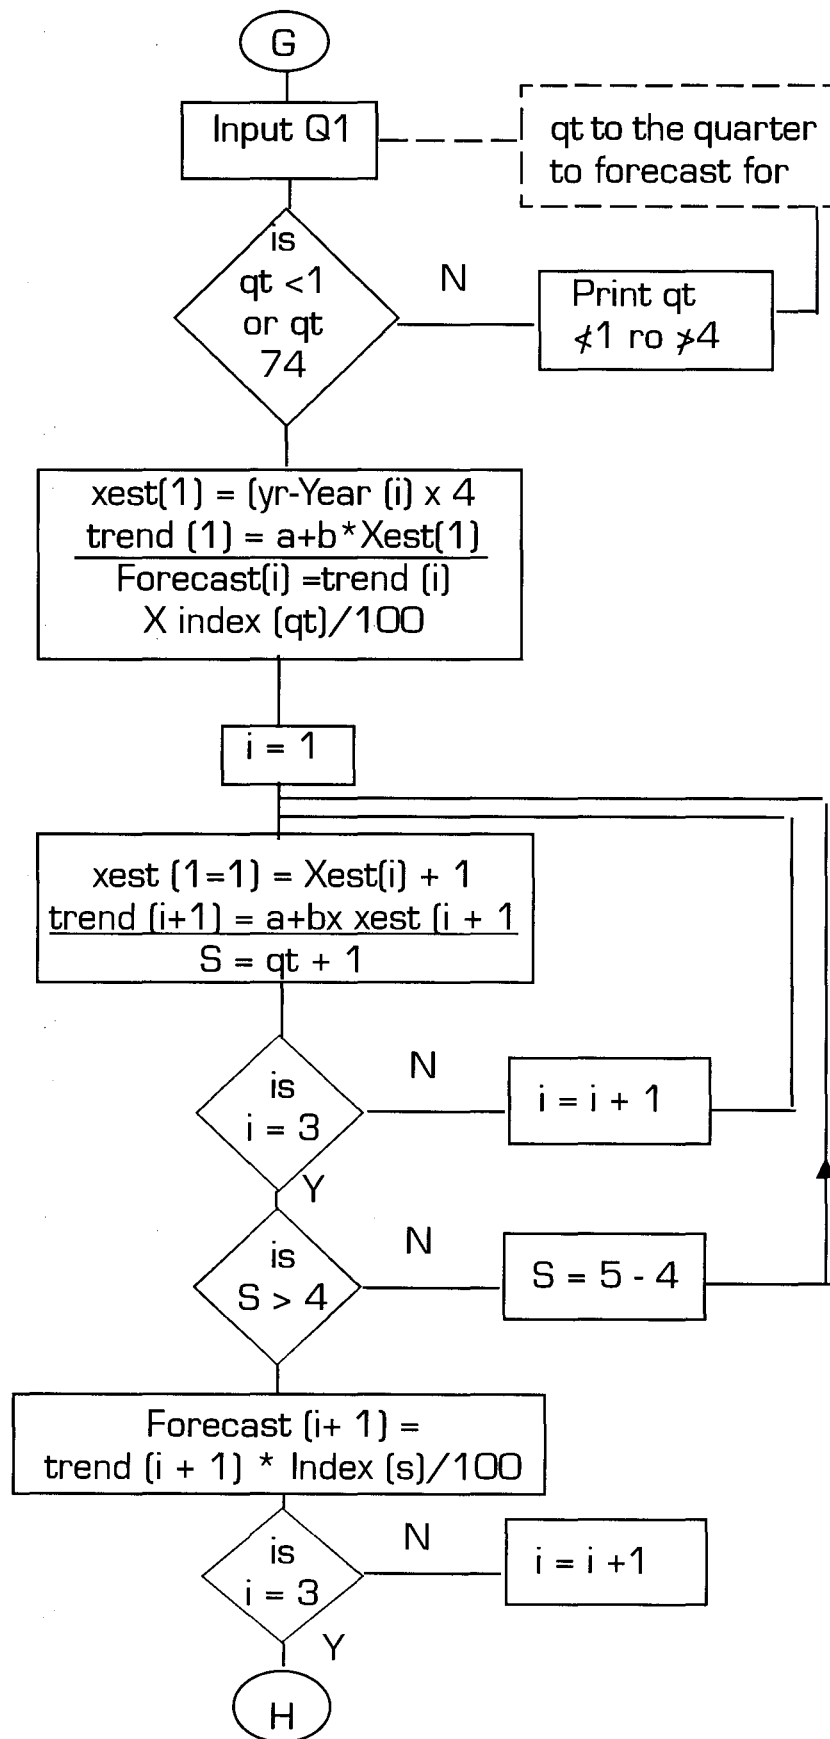 G
Input Q1
qt to the quarter
to forecast for
is
qt <1
or qt
74
N
Print qt
≮1 ro ≯4
xest(1) = (yr-Year (i) x 4
trend (1) = a+b*Xest(1)
Forecast(i) =trend (i)
X index (qt)/100
i = 1
xest (1=1) = Xest(i) + 1
trend (i+1) = a+bx xest (i + 1
S = qt + 1
is
i = 3
N
i = i + 1
Y
is
S > 4
N
S = 5 - 4
Forecast (i+ 1) =
trend (i + 1) * Index (s)/100
is
i = 3
N
i = i +1
Y
H